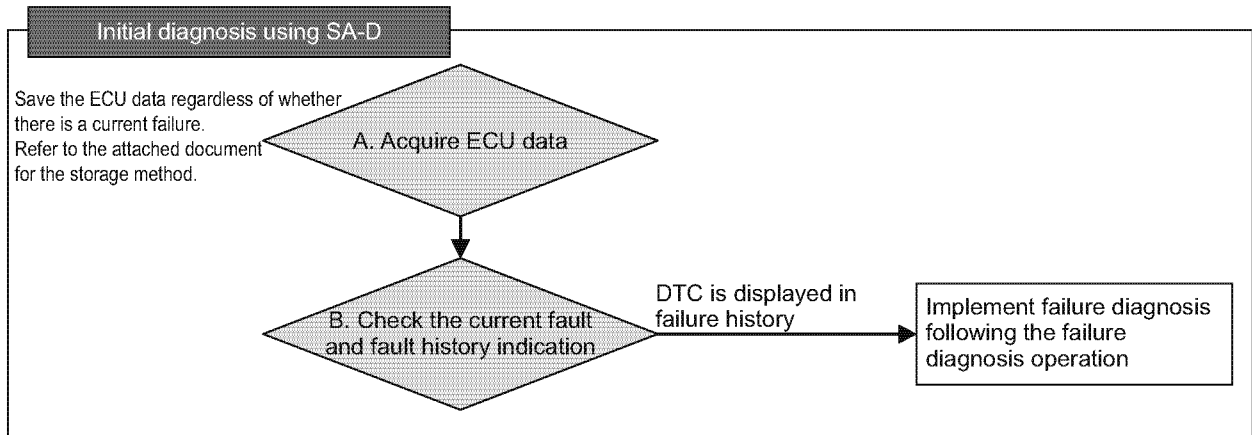 Initial diagnosis using SA-D
Save the ECU data regardless of whether
there is a current failure.
Refer to the attached document
for the storage method.
A. Acquire ECU data
B. Check the current fault
and fault history indication
DTC is displayed in
failure history
Implement failure diagnosis
following the failure
diagnosis operation